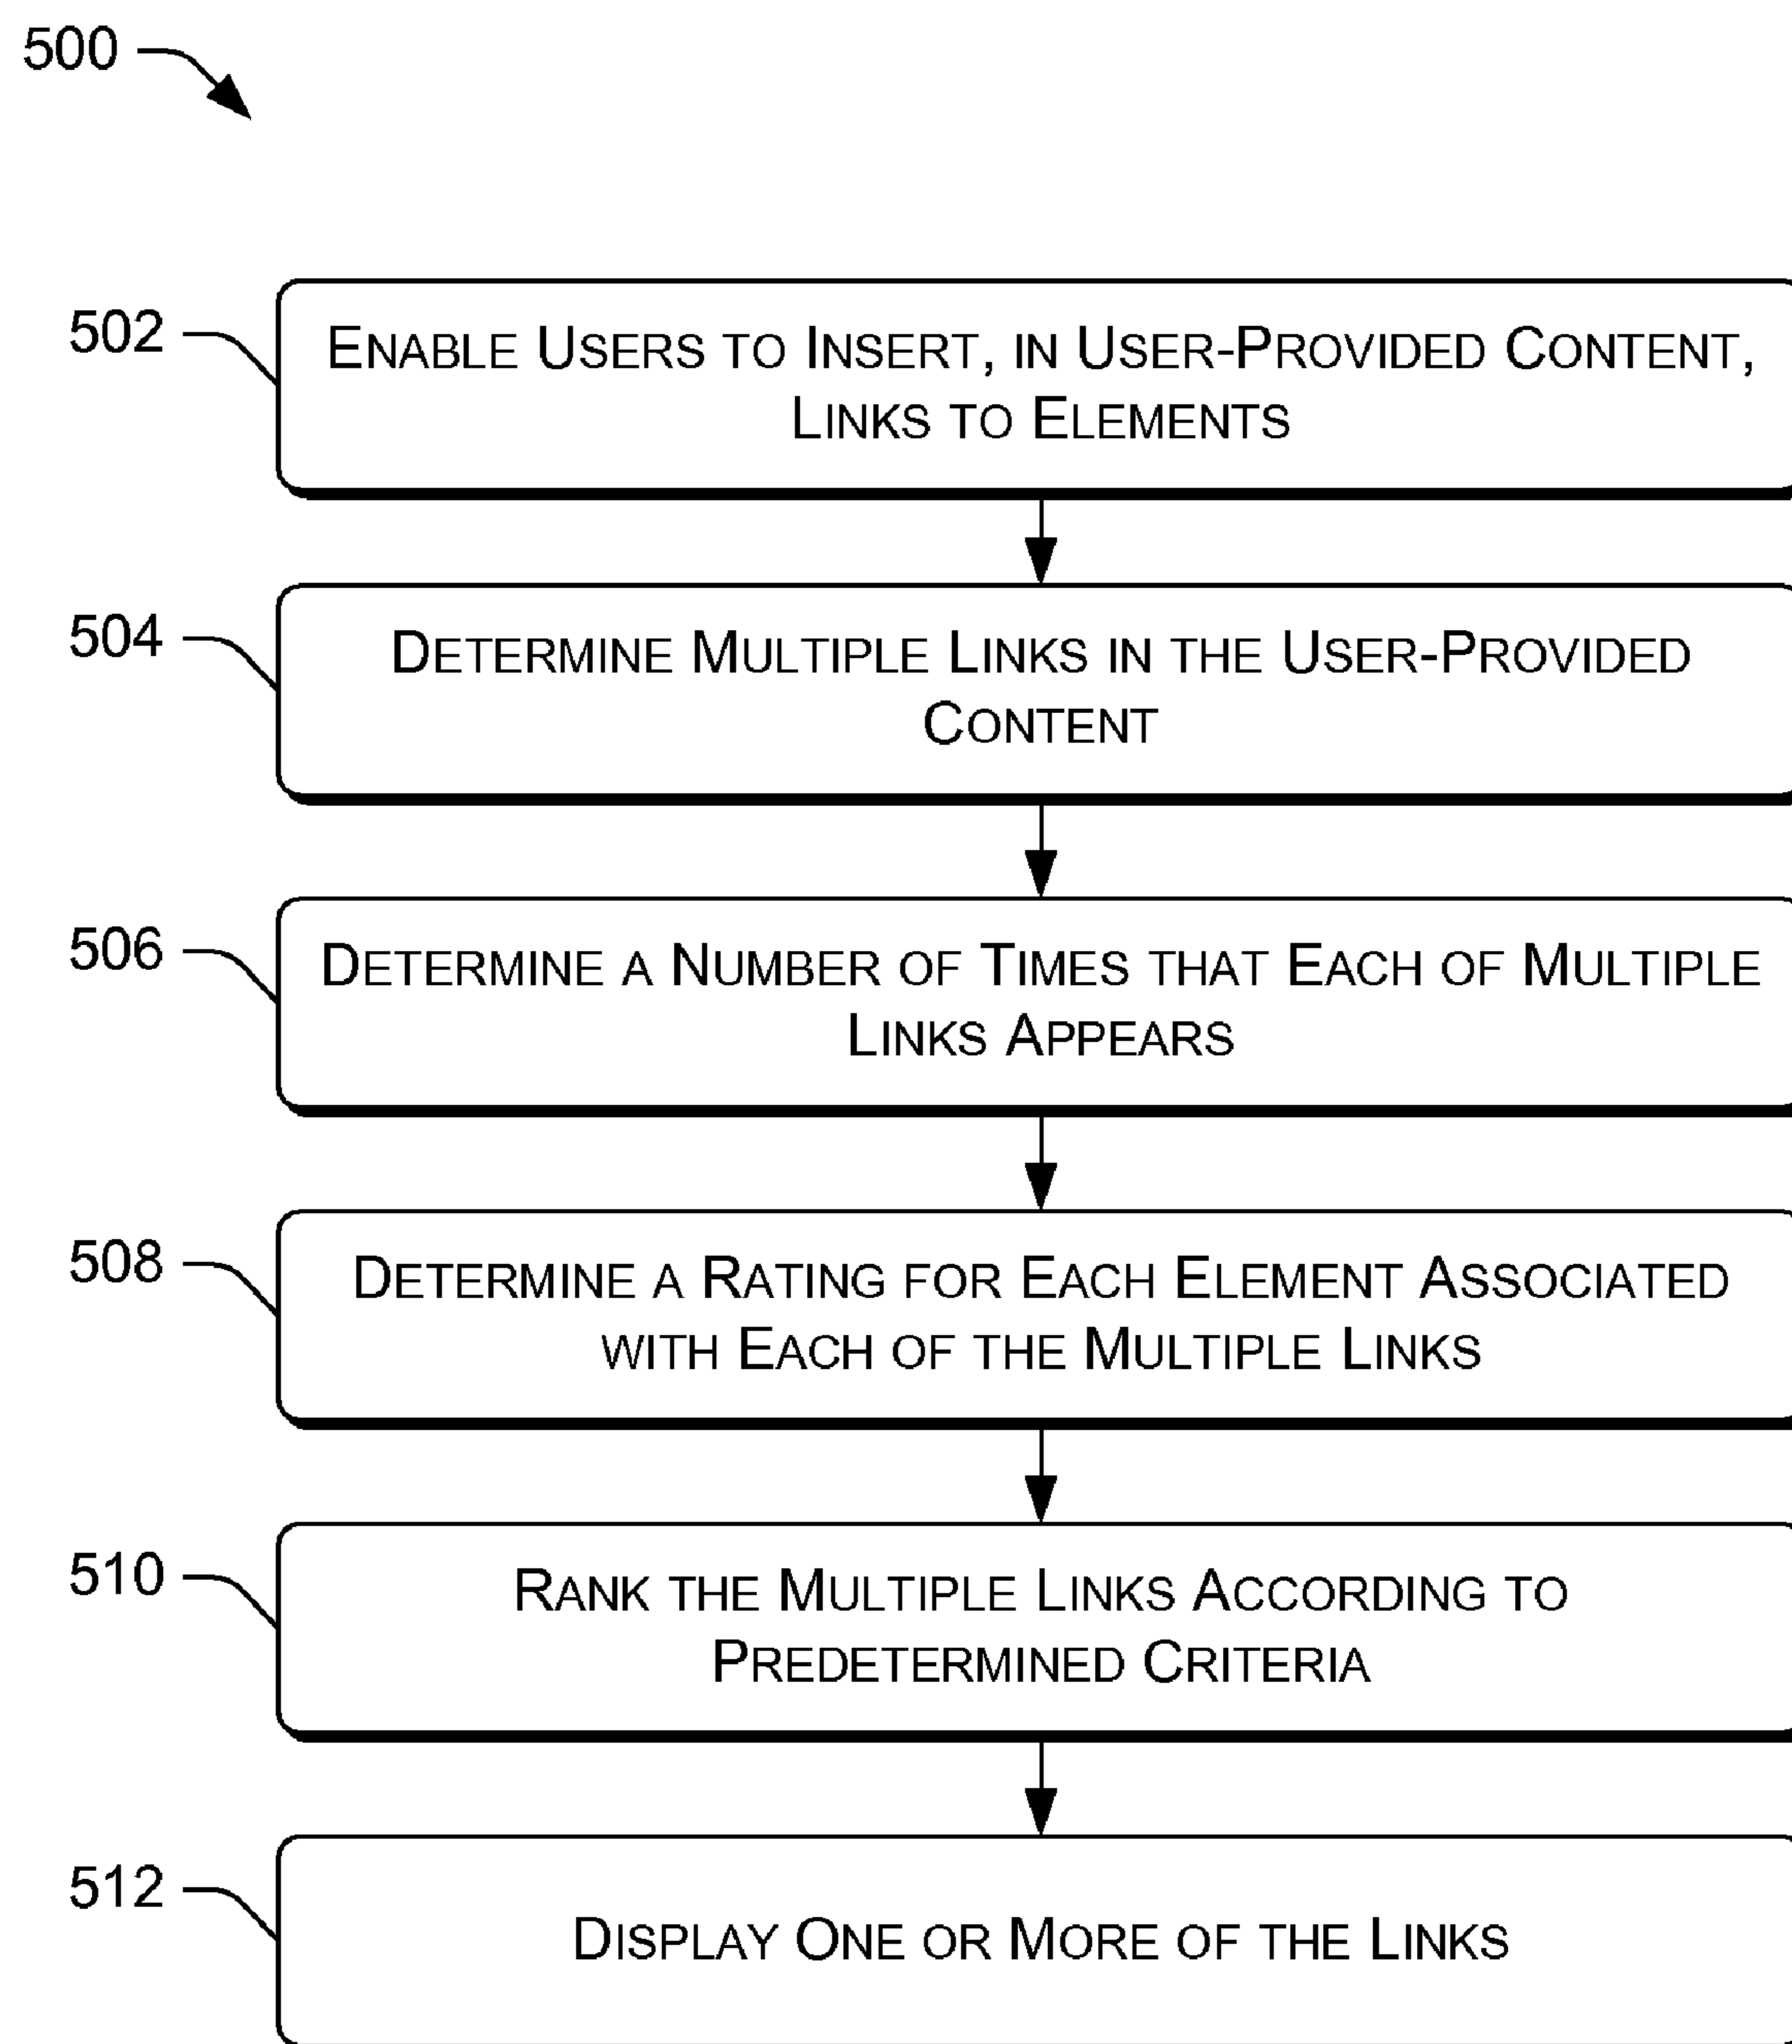 500
502
ENABLE USERS TO INSERT, IN USER-PROVIDED CONTENT,
LINKS TO ELEMENTS
504
DETERMINE MULTIPLE LINKS IN THE USER-PROVIDED
CONTENT
506
DETERMINE A NUMBER OF TIMES THAT EACH OF MULTIPLE
LINKS APPEARS
508
DETERMINE A RATING FOR EACH ELEMENT ASSOCIATED
WITH EACH OF THE MULTIPLE LINKS
510
RANK THE MULTIPLE LINKS ACCORDING TO
PREDETERMINED CRITERIA
512
DISPLAY ONE OR MORE OF THE LINKS